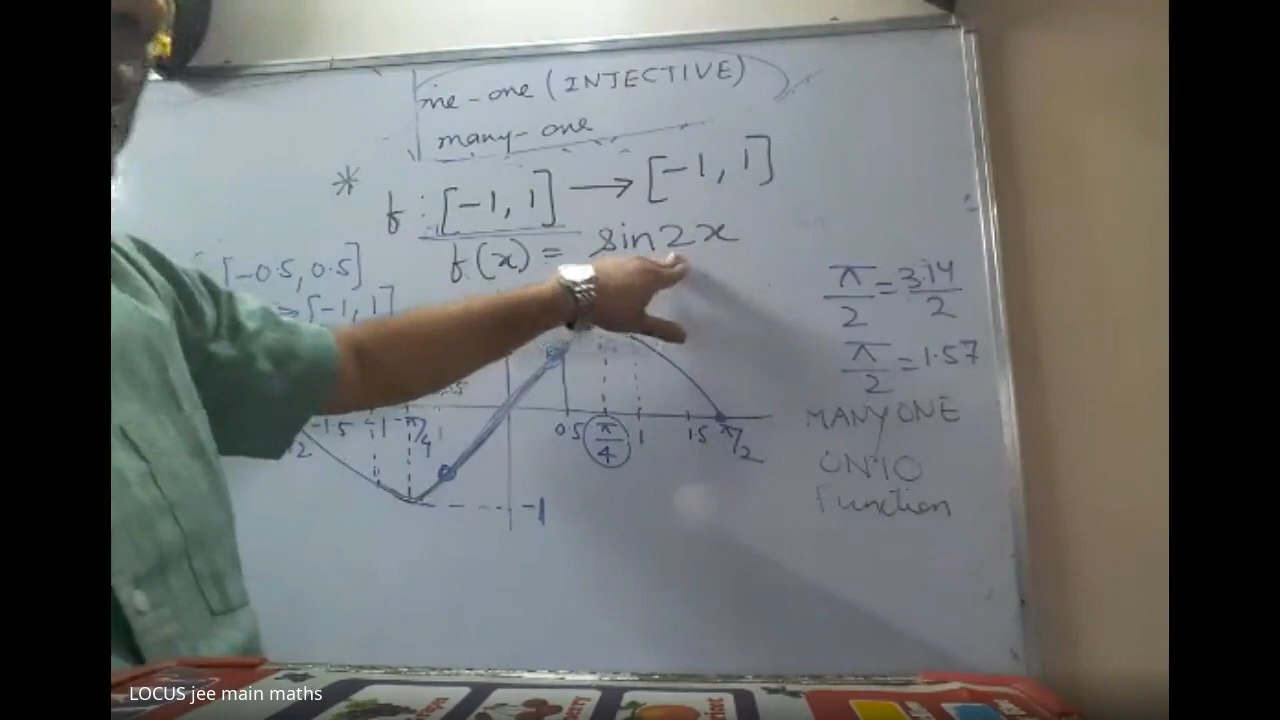 one-one (INJECTIVE)
many-one
* f: [-1, 1] → [-1, 1]
f(x) = sin2x
[-0.5, 0.5]
→ [-1, 1]
π/2 = 3.14/2
π/2 = 1.57
MANY ONE
ONTO
Function
-1.5 -1 -π/4 0.5 π/4 1 1.5 π/2
-1
LOCUS jee main maths